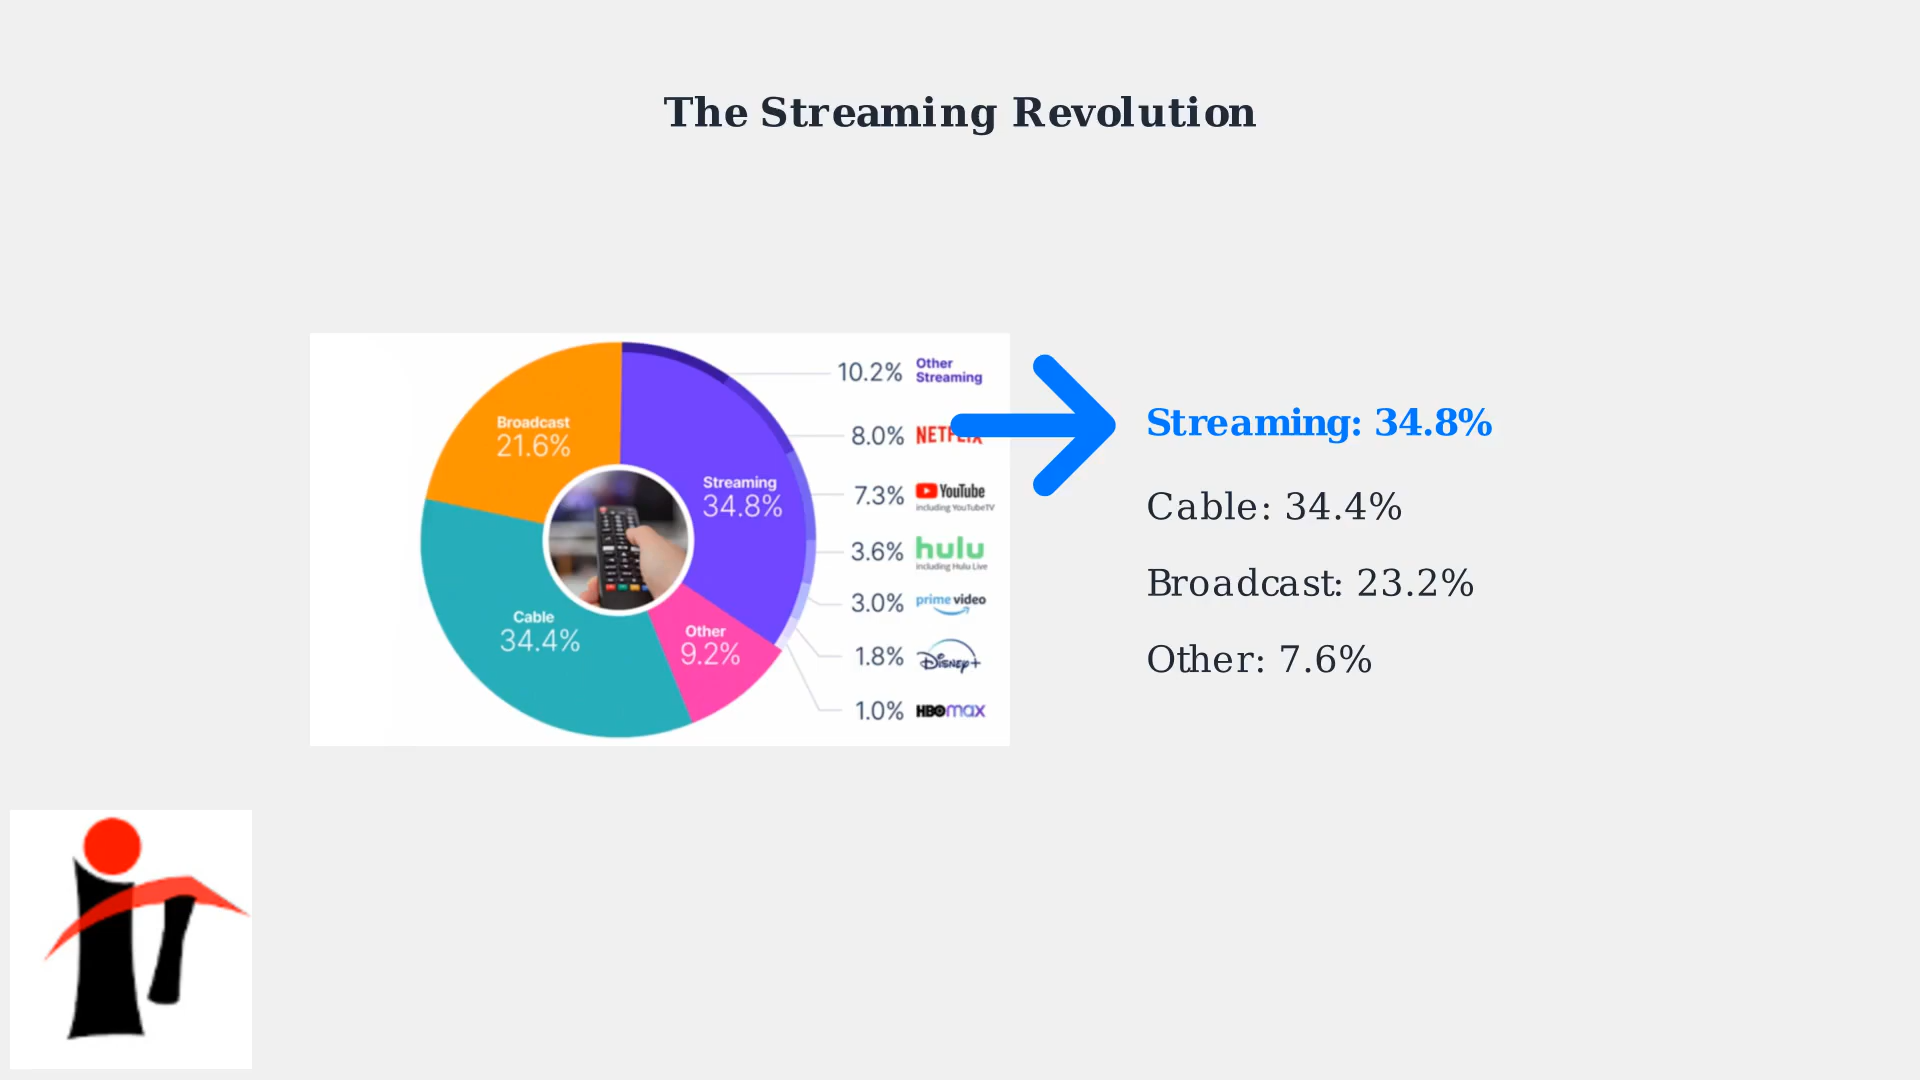 The Streaming Revolution
Broadcast
21.6%
Streaming
34.8%
Cable
34.4%
Other
9.2%
10.2% Other Streaming
8.0% NETFLIX
7.3% YouTube
including YouTubeTV
3.6% hulu
including Hulu Live
3.0% prime video
1.8% Disney+
1.0% HBOmax
Streaming: 34.8%
Cable: 34.4%
Broadcast: 23.2%
Other: 7.6%